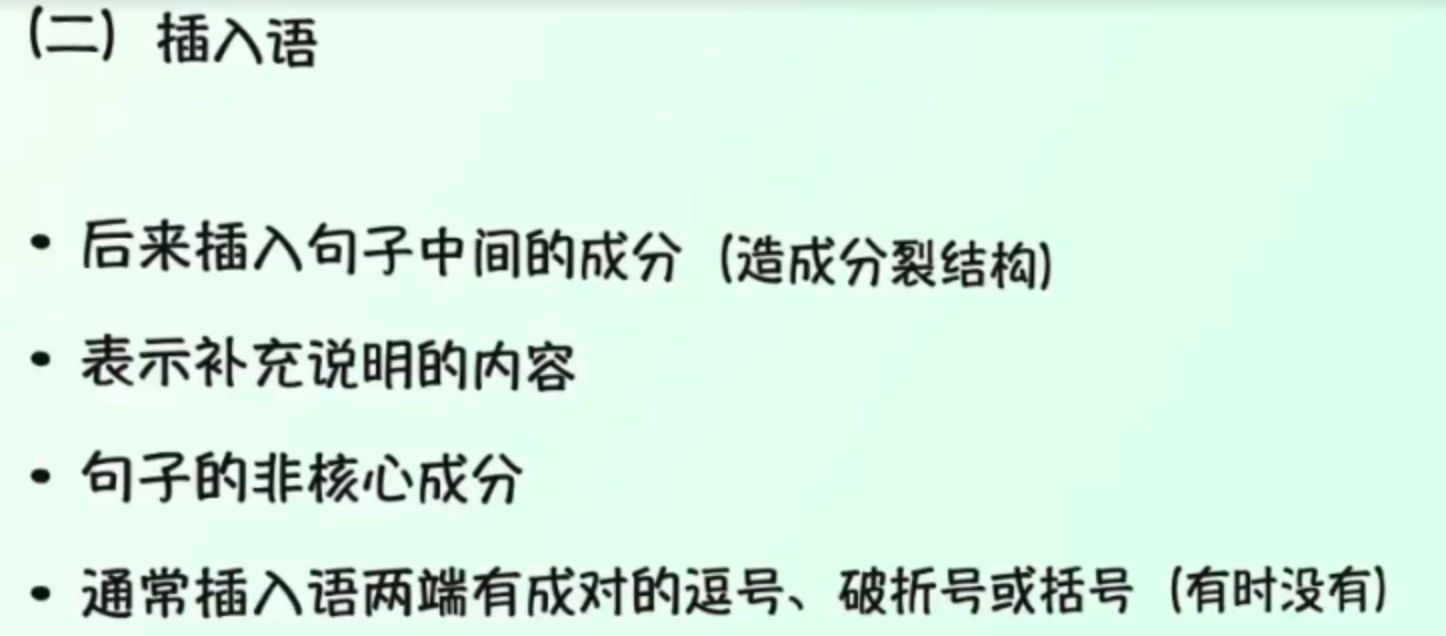 (二) 插入语
• 后来插入句子中间的成分 (造成分裂结构)
• 表示补充说明的内容
• 句子的非核心成分
• 通常插入语两端有成对的逗号、破折号或括号 (有时没有)